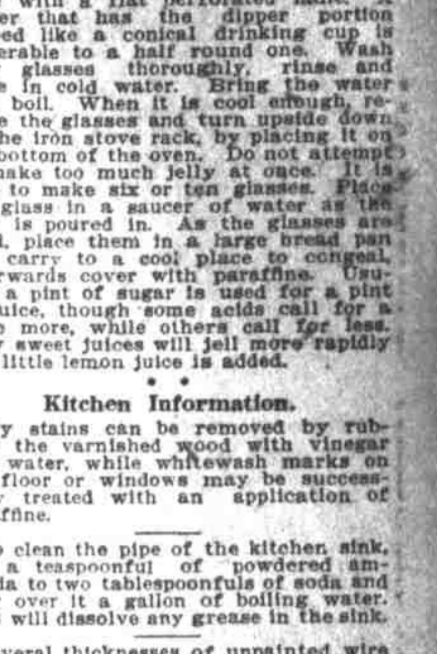 with a flat perforated
er that has the dipper portion
ed like a conical drinking cup is
erable to a half round one. Wash
glasses thoroughly, rinse and
e in cold water. Bring the water
boil. When it is cool enough, re-
e the glasses and turn upside down
he iron stove rack, by placing it on
bottom of the oven. Do not attempt
make too much jelly at once. It is
to make six or ten glasses. Place
glass in a saucer of water as the
is poured in. As the glasses are
l, place them in a large bread pan
carry to a cool place to congeal,
rwards cover with paraffine. Usu-
a pint of sugar is used for a pint
uice, though some acids call for a
e more, while others call for less.
y sweet juices will jell more rapidly
little lemon juice is added.
* *
Kitchen Information.
y stains can be removed by rub-
the varnished wood with vinegar
water, while whitewash marks on
floor or windows may be success-
y treated with an application of
ffine.
o clean the pipe of the kitchen sink,
a teaspoonful of powdered am-
ia to two tablespoonfuls of soda and
over it a gallon of boiling water.
will dissolve any grease in the sink.
veral thicknesses of unpainted wire